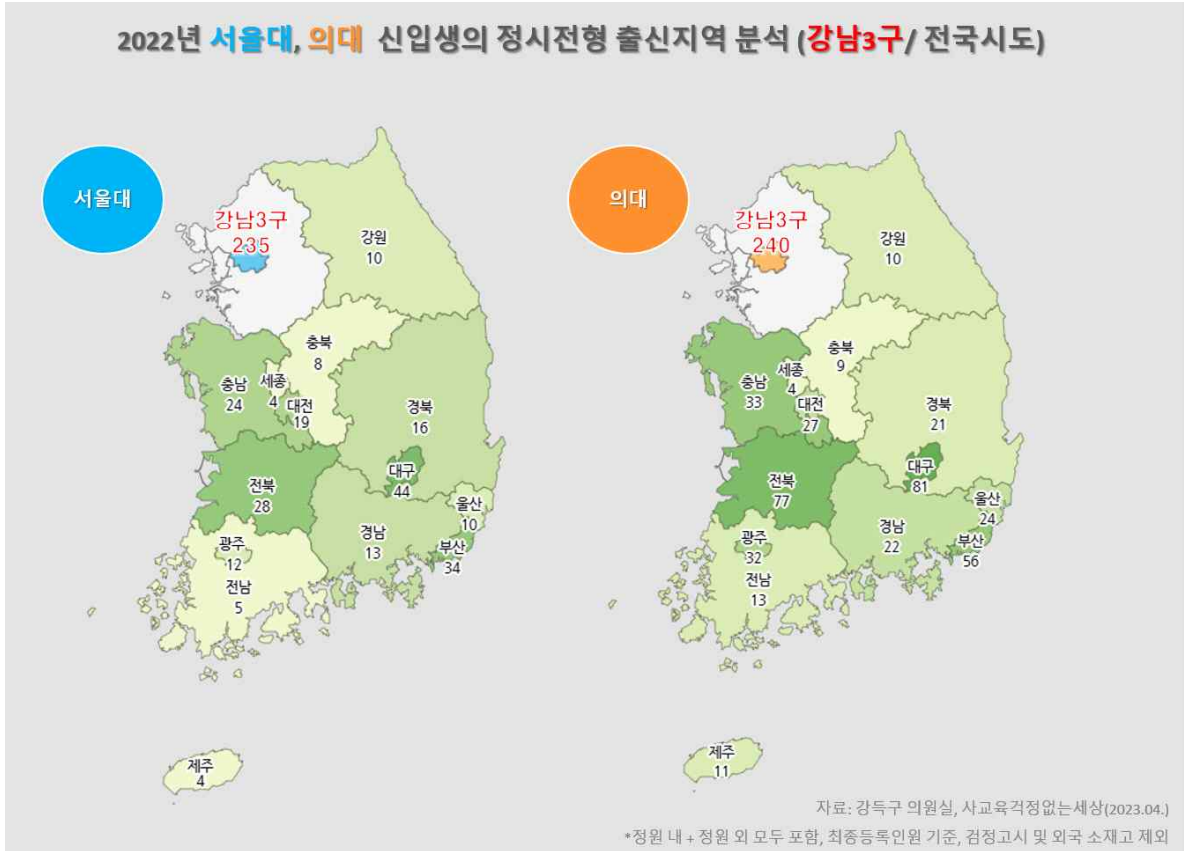 2022년 서울대, 의대 신입생의 정시전형 출신지역 분석 (강남3구/ 전국시도)
서울대
강남3구
235
강원
10
충북
8
세종
4
충남
24
대전
19
경북
16
대구
44
전북
28
울산
10
경남
13
부산
34
광주
12
전남
5
제주
4
의대
강남3구
240
강원
10
충북
9
세종
4
충남
33
대전
27
경북
21
대구
81
전북
77
울산
24
경남
22
부산
56
광주
32
전남
13
제주
11
자료: 강득구 의원실, 사교육걱정없는세상(2023.04.)
*정원 내 + 정원 외 모두 포함, 최종등록인원 기준, 검정고시 및 외국 소재고 제외